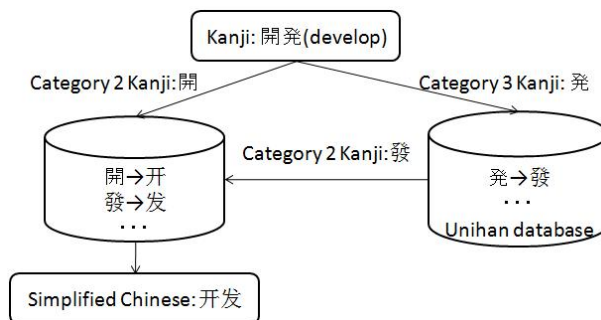 Kanji: 開発(develop)
Category 2 Kanji: 開
Category 3 Kanji: 発
Category 2 Kanji: 發
開→开
發→发
...
発→發
...
Unihan database
Simplified Chinese: 开发